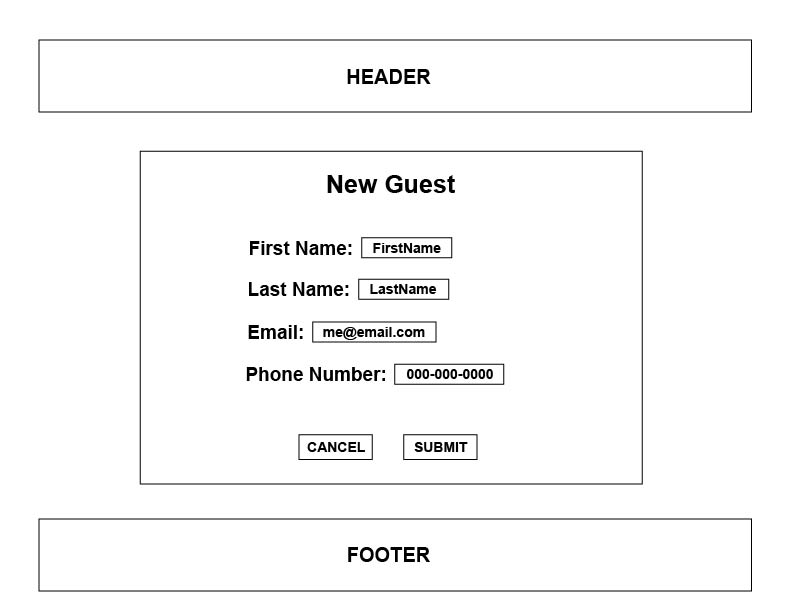 HEADER
New Guest
First Name: FirstName
Last Name: LastName
Email: me@email.com
Phone Number: 000-000-0000
CANCEL SUBMIT
FOOTER